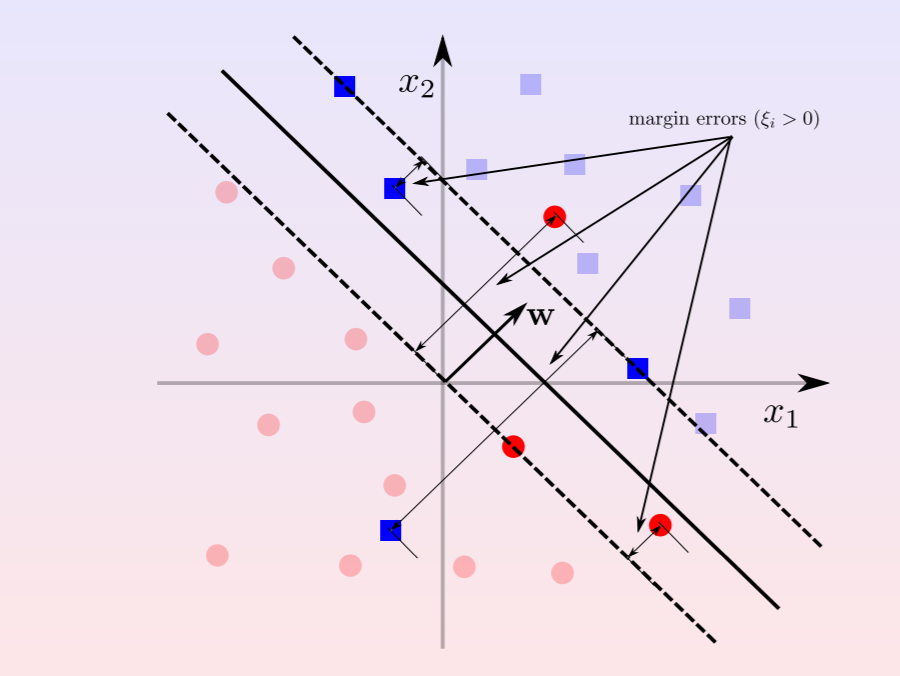 x₂
margin errors (ξᵢ > 0)
w
x₁